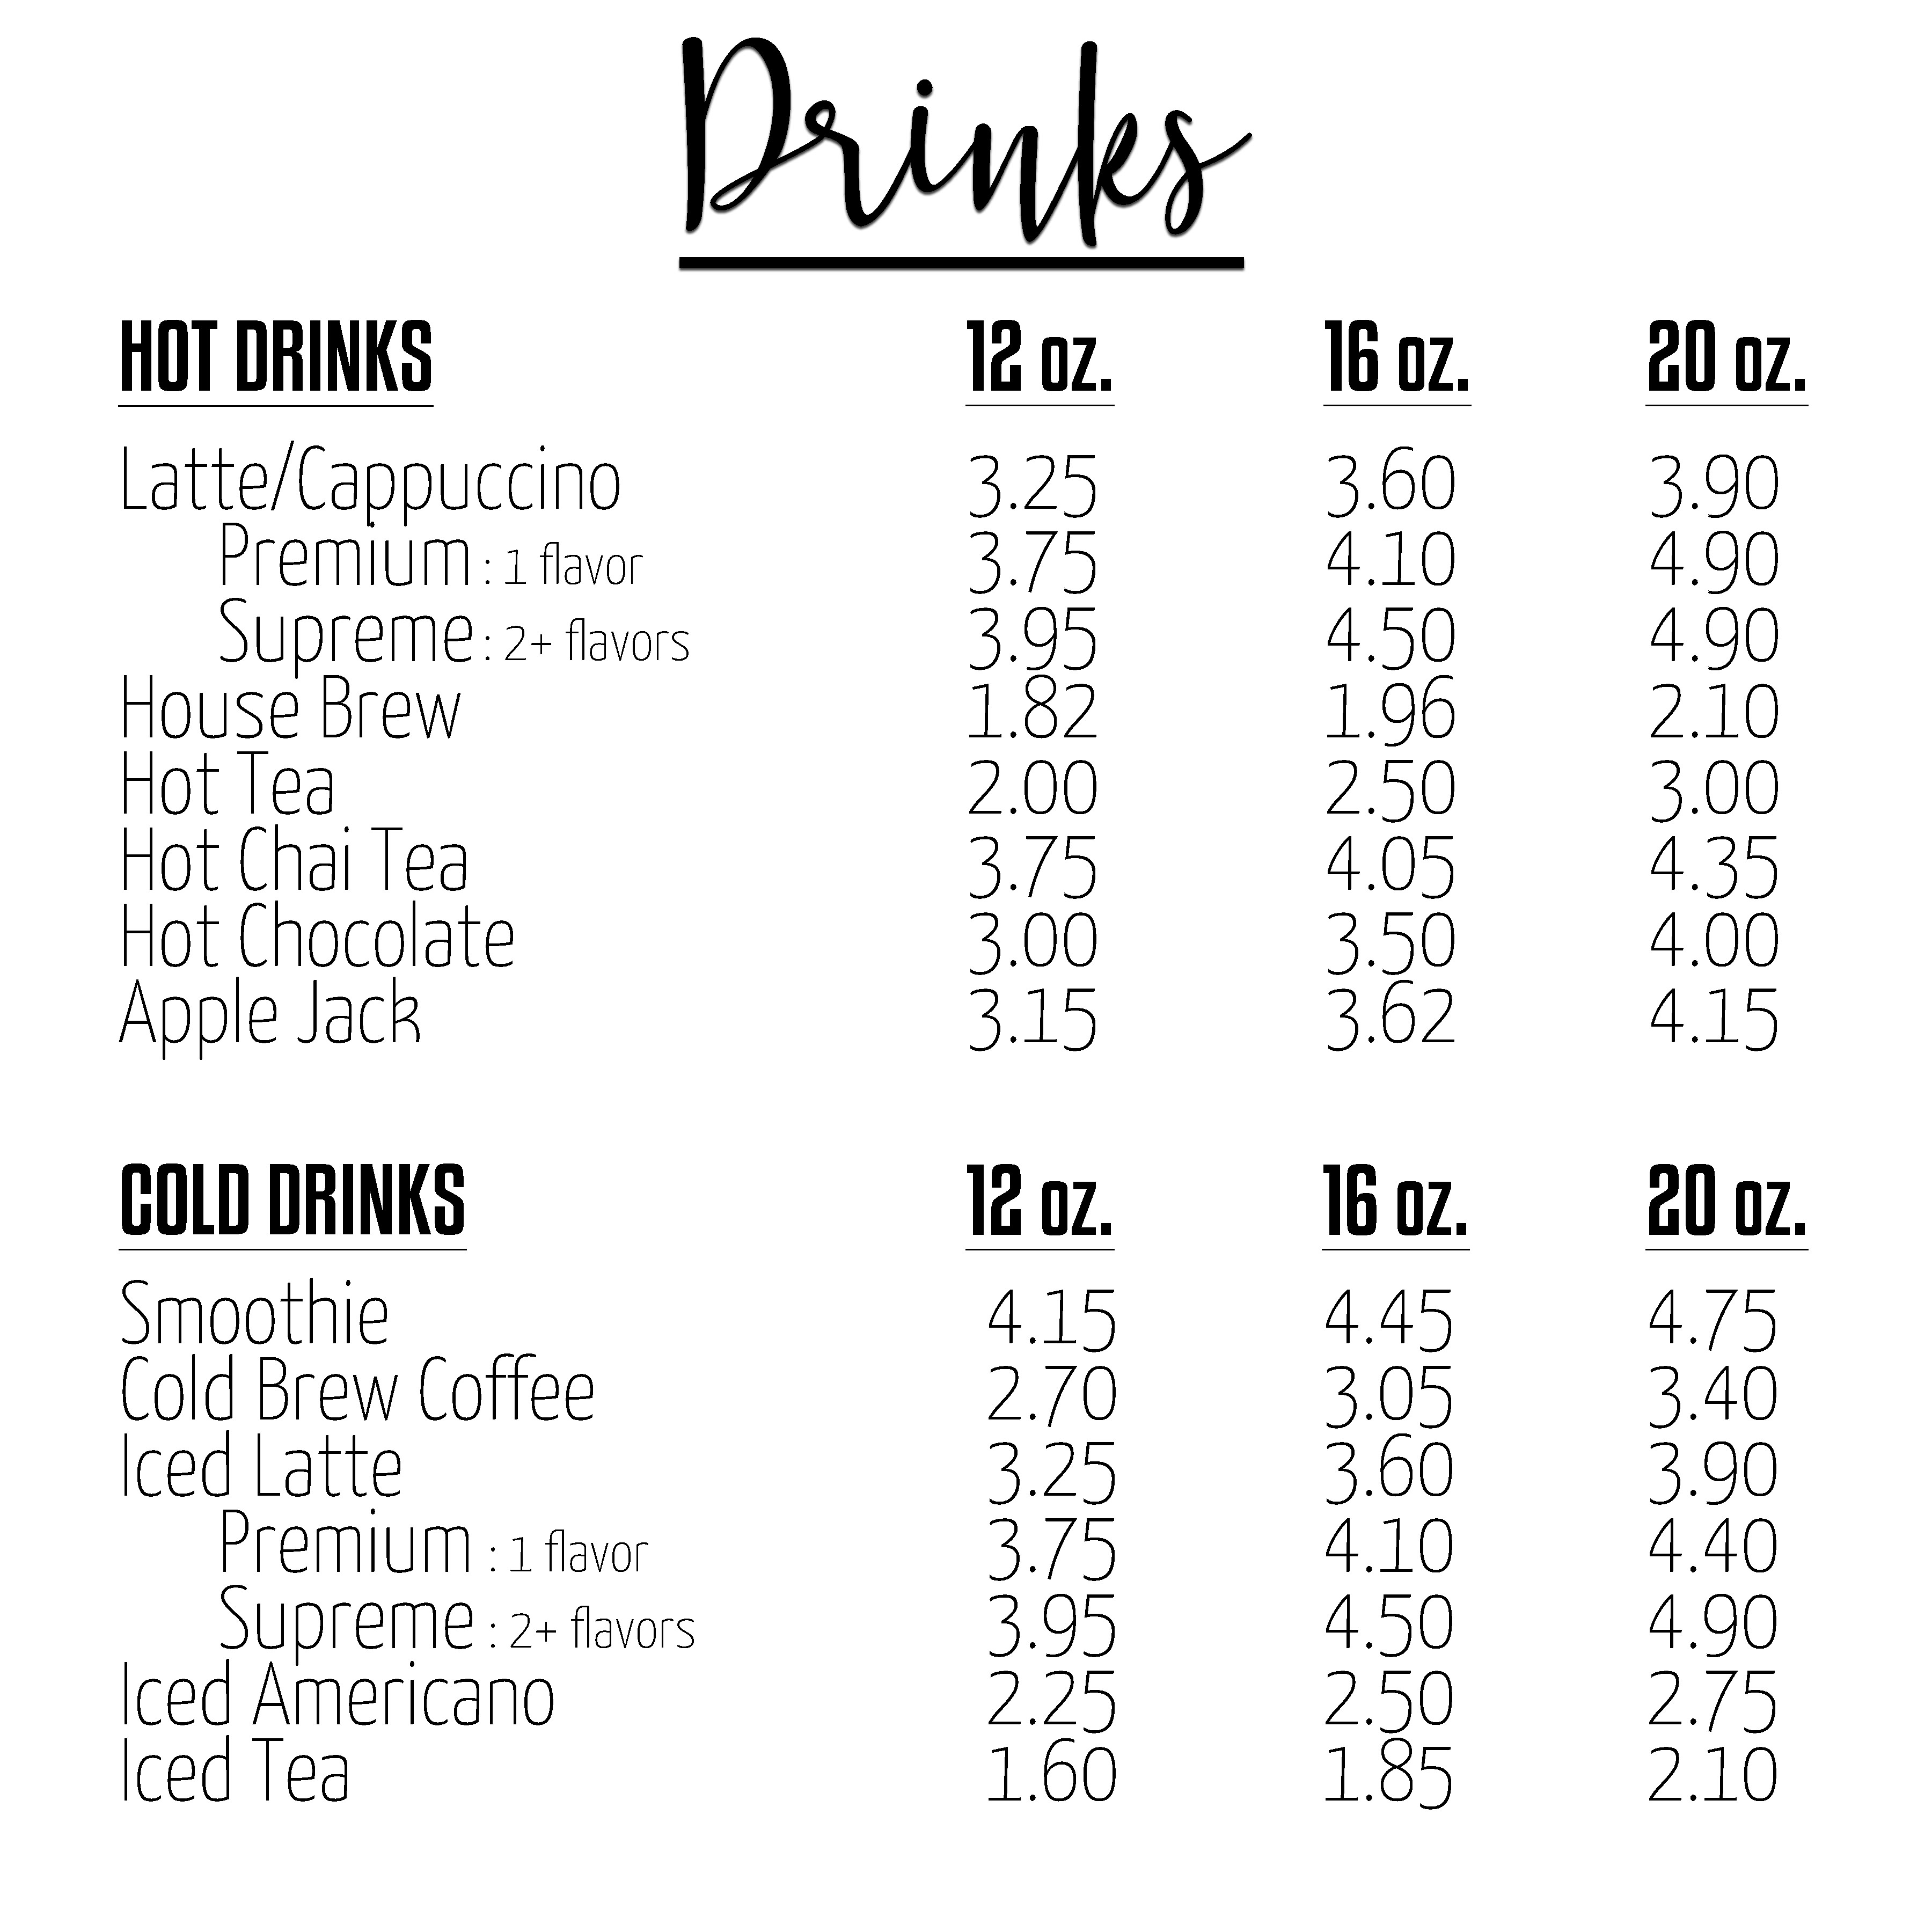 Drinks
HOT DRINKS 12 oz. 16 oz. 20 oz.
Latte/Cappuccino 3.25 3.60 3.90
Premium : 1 flavor 3.75 4.10 4.90
Supreme : 2+ flavors 3.95 4.50 4.90
House Brew 1.82 1.96 2.10
Hot Tea 2.00 2.50 3.00
Hot Chai Tea 3.75 4.05 4.35
Hot Chocolate 3.00 3.50 4.00
Apple Jack 3.15 3.62 4.15
COLD DRINKS 12 oz. 16 oz. 20 oz.
Smoothie 4.15 4.45 4.75
Cold Brew Coffee 2.70 3.05 3.40
Iced Latte 3.25 3.60 3.90
Premium : 1 flavor 3.75 4.10 4.40
Supreme : 2+ flavors 3.95 4.50 4.90
Iced Americano 2.25 2.50 2.75
Iced Tea 1.60 1.85 2.10